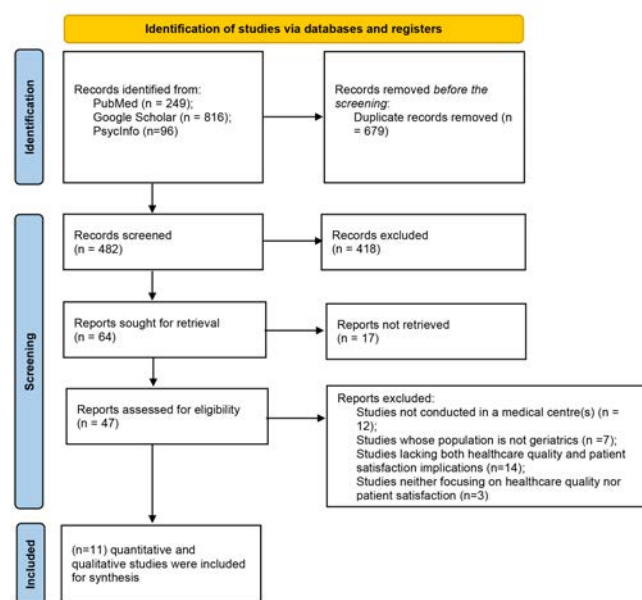 Identification of studies via databases and registers
Identification
Records identified from:
PubMed (n = 249);
Google Scholar (n = 816);
PsycInfo (n=96)
Records removed before the
screening:
Duplicate records removed (n
= 679)
Screening
Records screened
(n = 482)
Records excluded
(n = 418)
Reports sought for retrieval
(n = 64)
Reports not retrieved
(n = 17)
Reports assessed for eligibility
(n = 47)
Reports excluded:
Studies not conducted in a medical centre(s) (n =
12);
Studies whose population is not geriatrics (n =7);
Studies lacking both healthcare quality and patient
satisfaction implications (n=14);
Studies neither focusing on healthcare quality nor
patient satisfaction (n=3)
Included
(n=11) quantitative and
qualitative studies were included
for synthesis